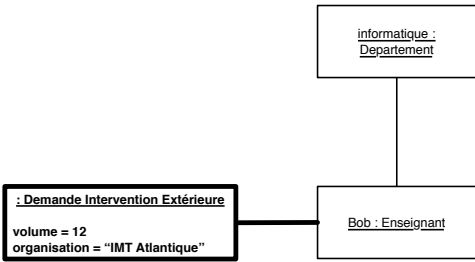 informatique :
Departement
: Demande Intervention Extérieure
volume = 12
organisation = “IMT Atlantique”
Bob : Enseignant